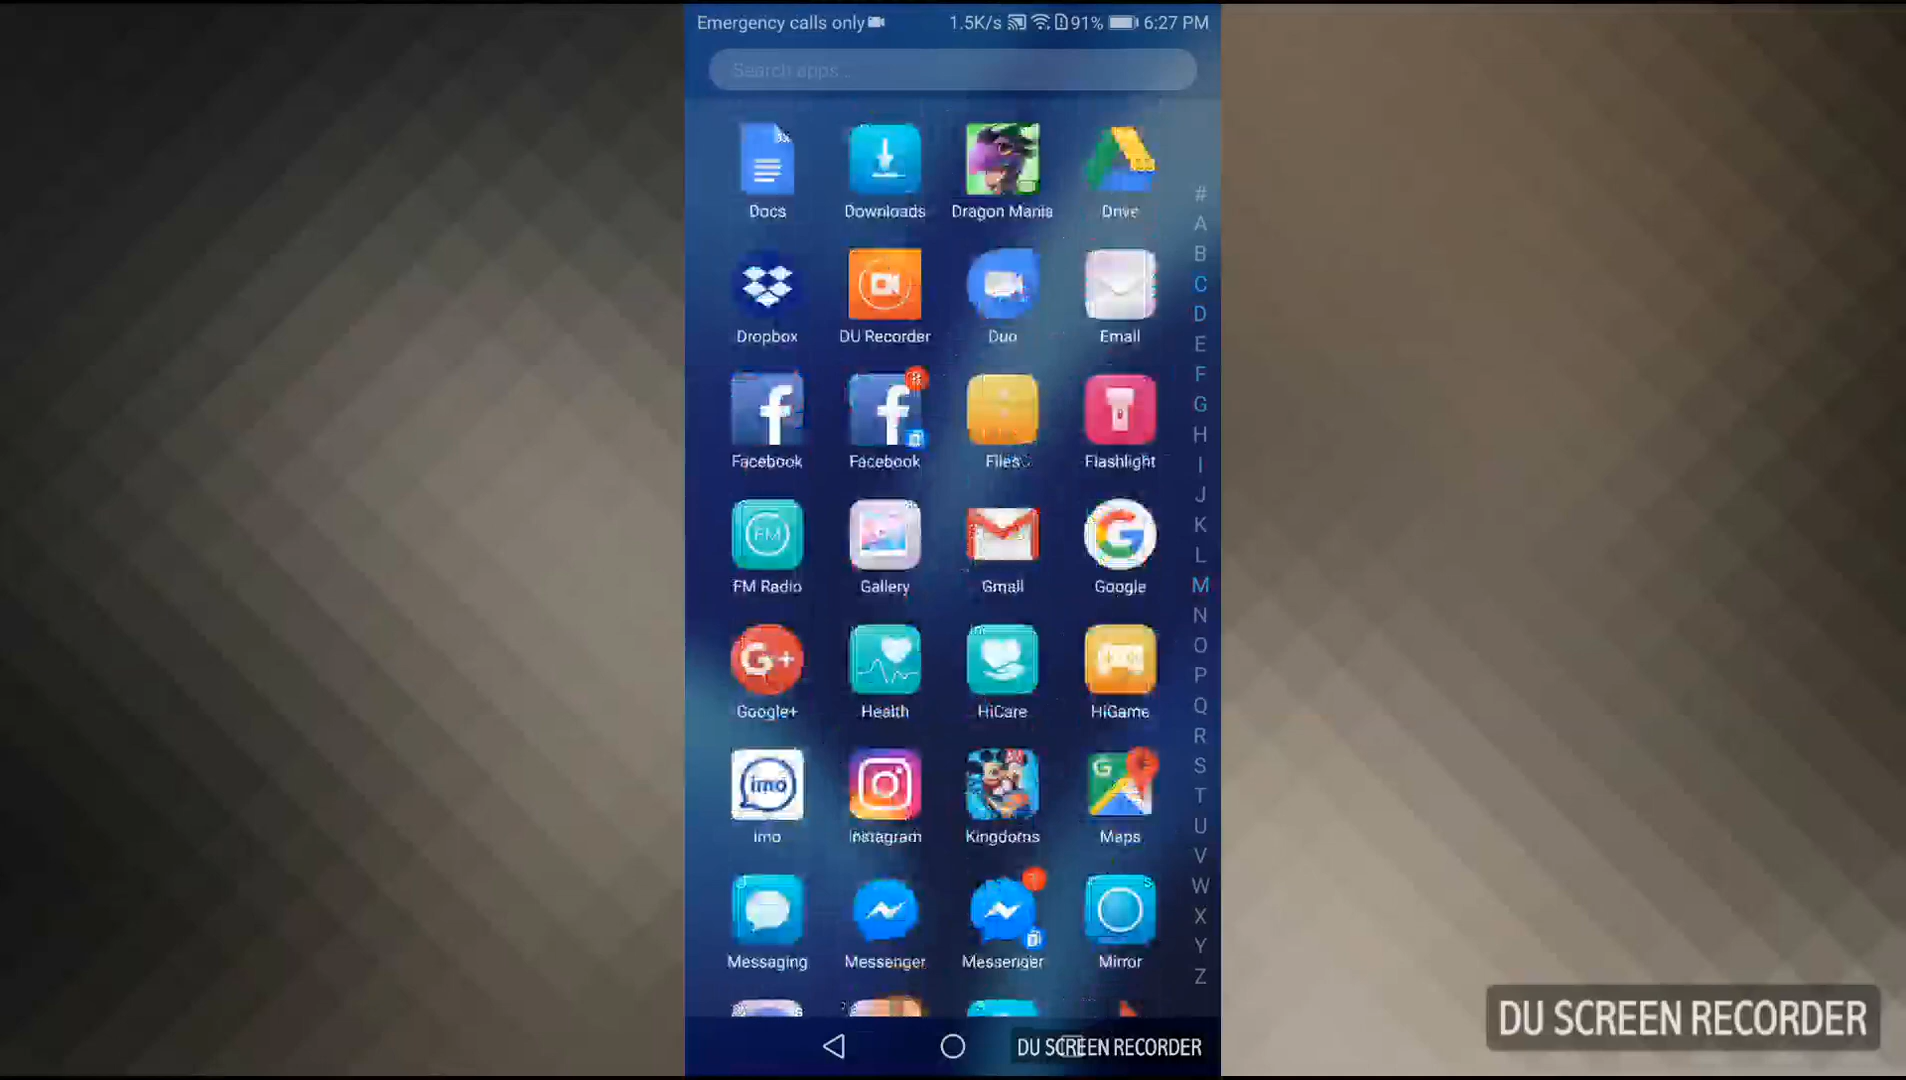 Emergency calls only 1.5K/s 91% 6:27 PM
Search apps...
Docs Downloads Dragon Mania Drive
Dropbox DU Recorder Duo Email
Facebook Facebook Files Flashlight
FM
FM Radio Gallery Gmail Google
G+
Google+ Health HiCare HiGame
imo
imo Instagram Kingdoms Maps
Messaging Messenger Messenger Mirror
#
A
B
C
D
E
F
G
H
I
J
K
L
M
N
O
P
Q
R
S
T
U
V
W
X
Y
Z
DU SCREEN RECORDER
DU SCREEN RECORDER